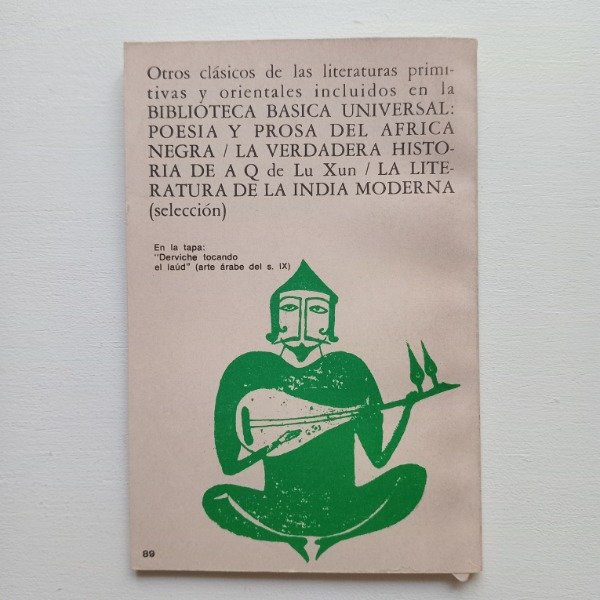 Otros clásicos de las literaturas primi-
tivas y orientales incluidos en la
BIBLIOTECA BASICA UNIVERSAL:
POESIA Y PROSA DEL AFRICA
NEGRA / LA VERDADERA HISTO-
RIA DE A Q de Lu Xun / LA LITE-
RATURA DE LA INDIA MODERNA
(selección)
En la tapa:
"Derviche tocando
el laúd" (arte árabe del s. IX)
89